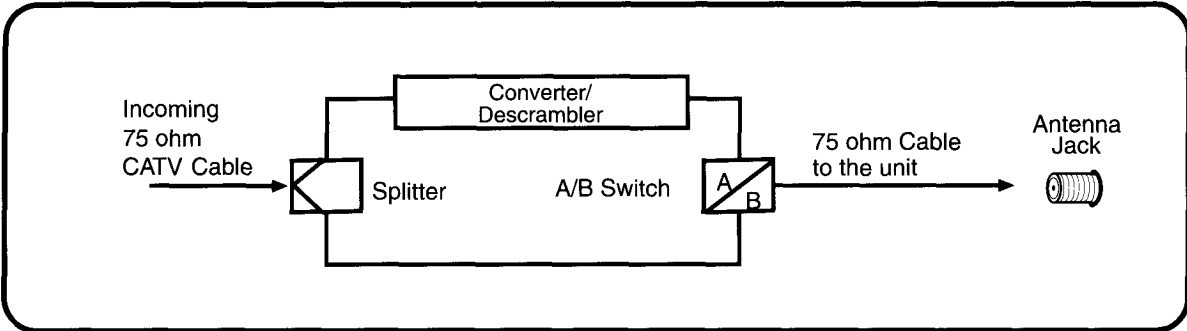 Incoming
75 ohm
CATV Cable
Converter/
Descrambler
Splitter
A/B Switch
A
B
75 ohm Cable
to the unit
Antenna
Jack